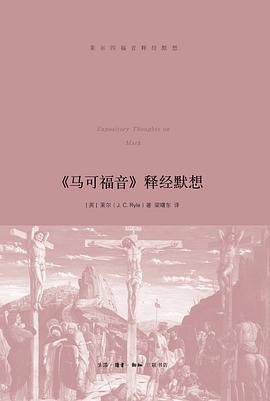 莱尔四福音释经默想
Expository Thoughts on
Mark
《马可福音》释经默想
[英] 莱尔 (J. C. Ryle) 著 梁曙东 译
生活·讀書·新知 三联书店